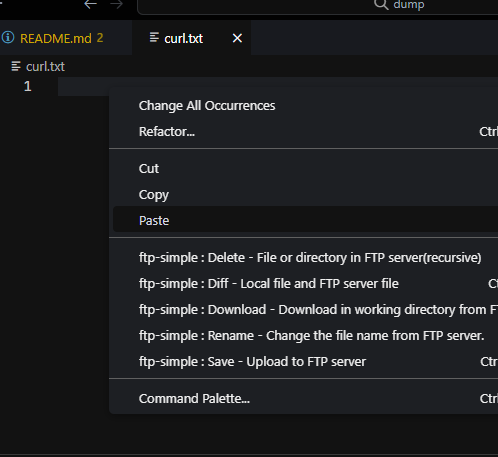 dump
README.md 2
curl.txt
curl.txt
1
Change All Occurrences
Refactor... Ctr
Cut
Copy
Paste
ftp-simple : Delete - File or directory in FTP server(recursive)
ftp-simple : Diff - Local file and FTP server file Ct
ftp-simple : Download - Download in working directory from F
ftp-simple : Rename - Change the file name from FTP server.
ftp-simple : Save - Upload to FTP server Ctr
Command Palette... Ctr